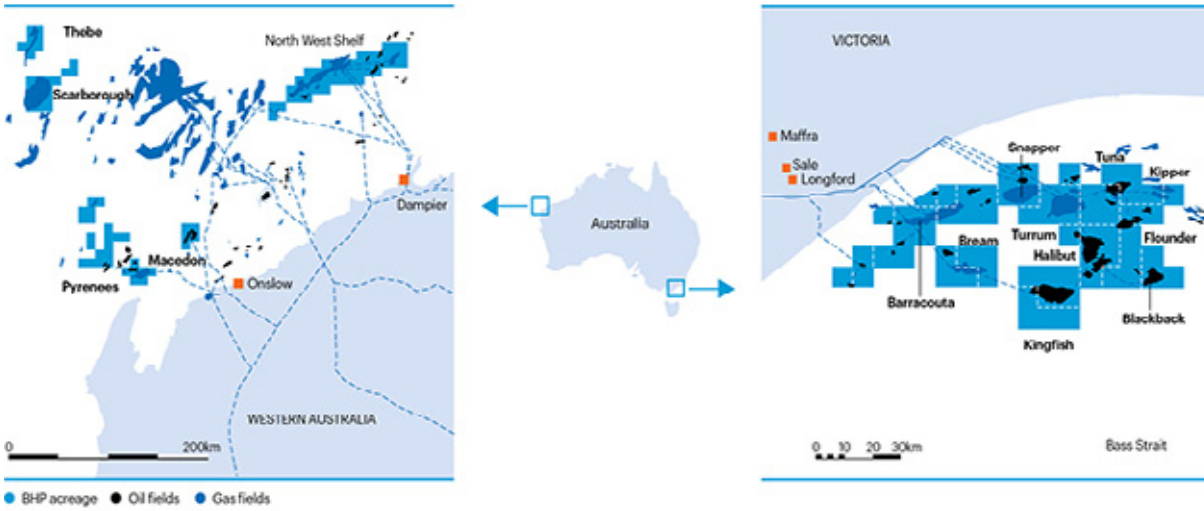 Thebe
North West Shelf
Scarborough
Dampier
Macedon
Pyrenees
Onslow
WESTERN AUSTRALIA
0 200km
Australia
VICTORIA
Maffra
Sale
Longford
Snapper
Tuna
Kipper
Bream
Turrum
Flounder
Halibut
Barracouta
Blackback
Kingfish
0 10 20 30km
Bass Strait
BHP acreage Oil fields Gas fields